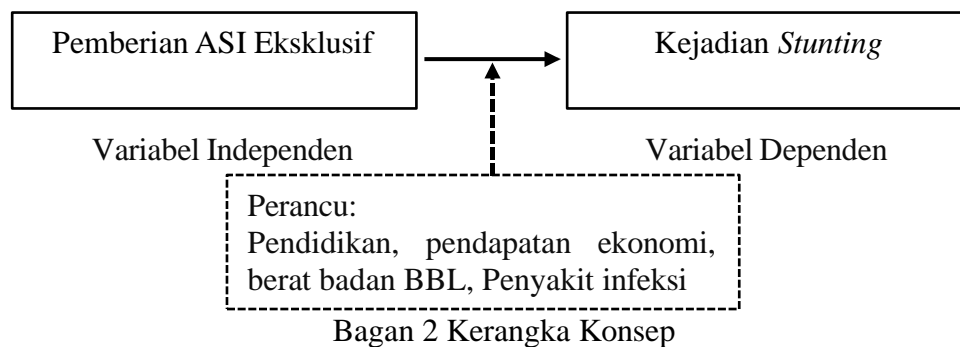 Pemberian ASI Eksklusif
Kejadian Stunting
Variabel Independen
Variabel Dependen
Perancu:
Pendidikan, pendapatan ekonomi,
berat badan BBL, Penyakit infeksi
Bagan 2 Kerangka Konsep